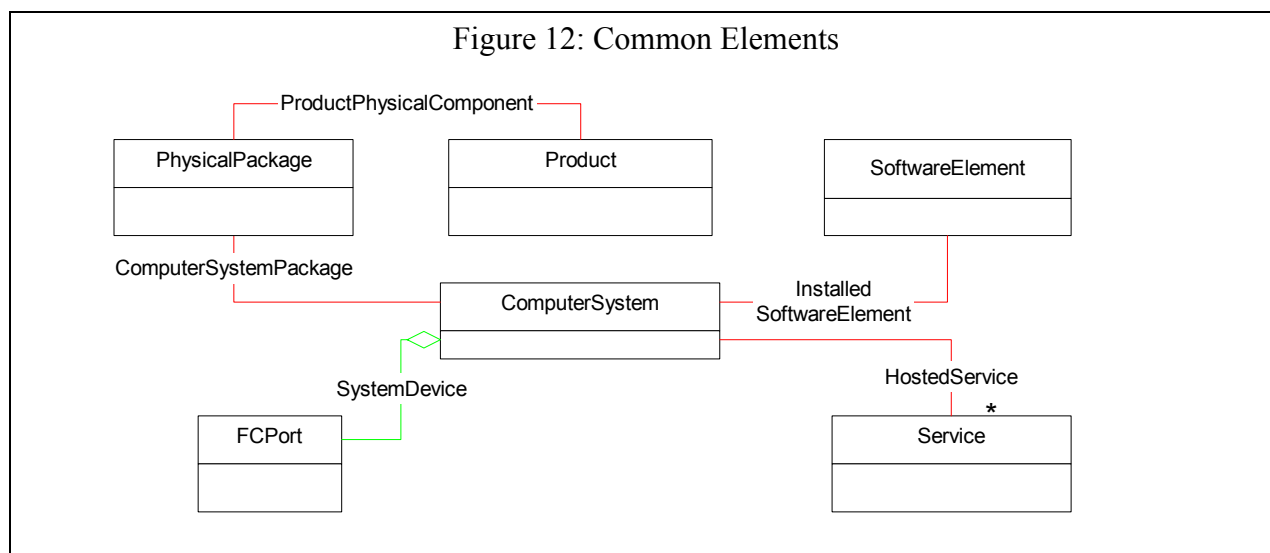 Figure 12: Common Elements
ProductPhysicalComponent
PhysicalPackage
Product
SoftwareElement
ComputerSystemPackage
ComputerSystem
Installed
SoftwareElement
SystemDevice
HostedService
*
FCPort
Service